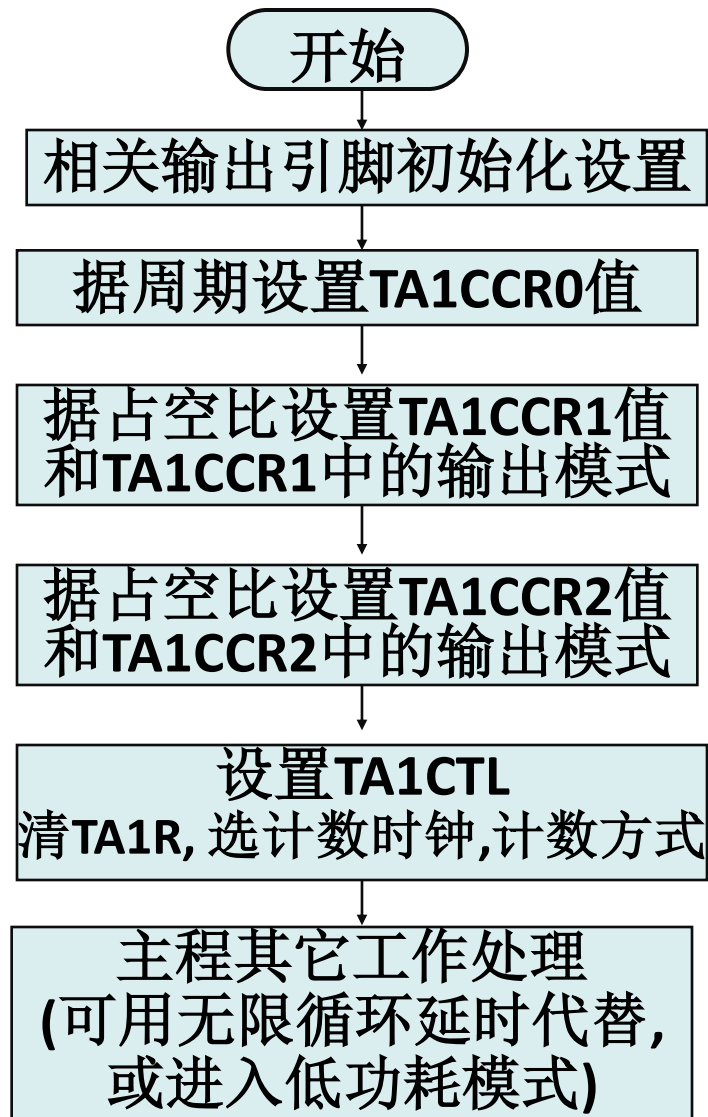 开始
相关输出引脚初始化设置
据周期设置TA1CCR0值
据占空比设置TA1CCR1值
和TA1CCR1中的输出模式
据占空比设置TA1CCR2值
和TA1CCR2中的输出模式
设置TA1CTL
清TA1R, 选计数时钟,计数方式
主程其它工作处理
(可用无限循环延时代替,
或进入低功耗模式)